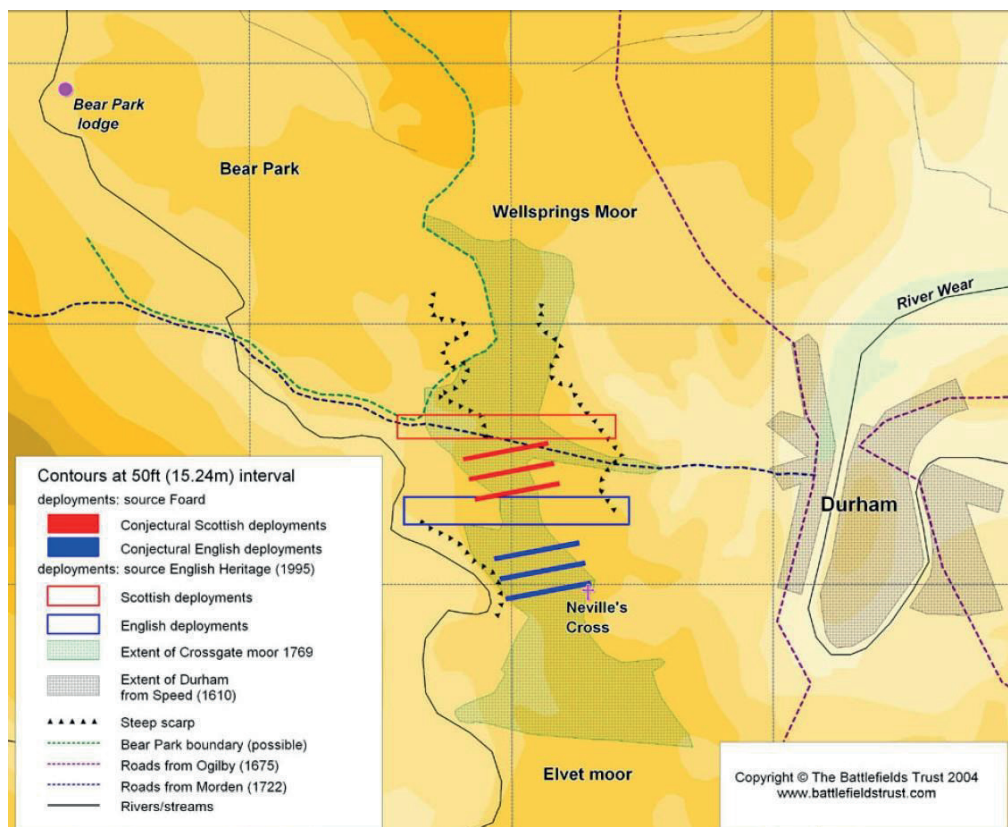 Bear Park
lodge
Bear Park
Wellsprings Moor
River Wear
Durham
Neville's
Cross
Elvet moor
Contours at 50ft (15.24m) interval
deployments: source Foard
Conjectural Scottish deployments
Conjectural English deployments
deployments: source English Heritage (1995)
Scottish deployments
English deployments
Extent of Crossgate moor 1769
Extent of Durham
from Speed (1610)
Steep scarp
Bear Park boundary (possible)
Roads from Ogilby (1675)
Roads from Morden (1722)
Rivers/streams
Copyright © The Battlefields Trust 2004
www.battlefieldstrust.com